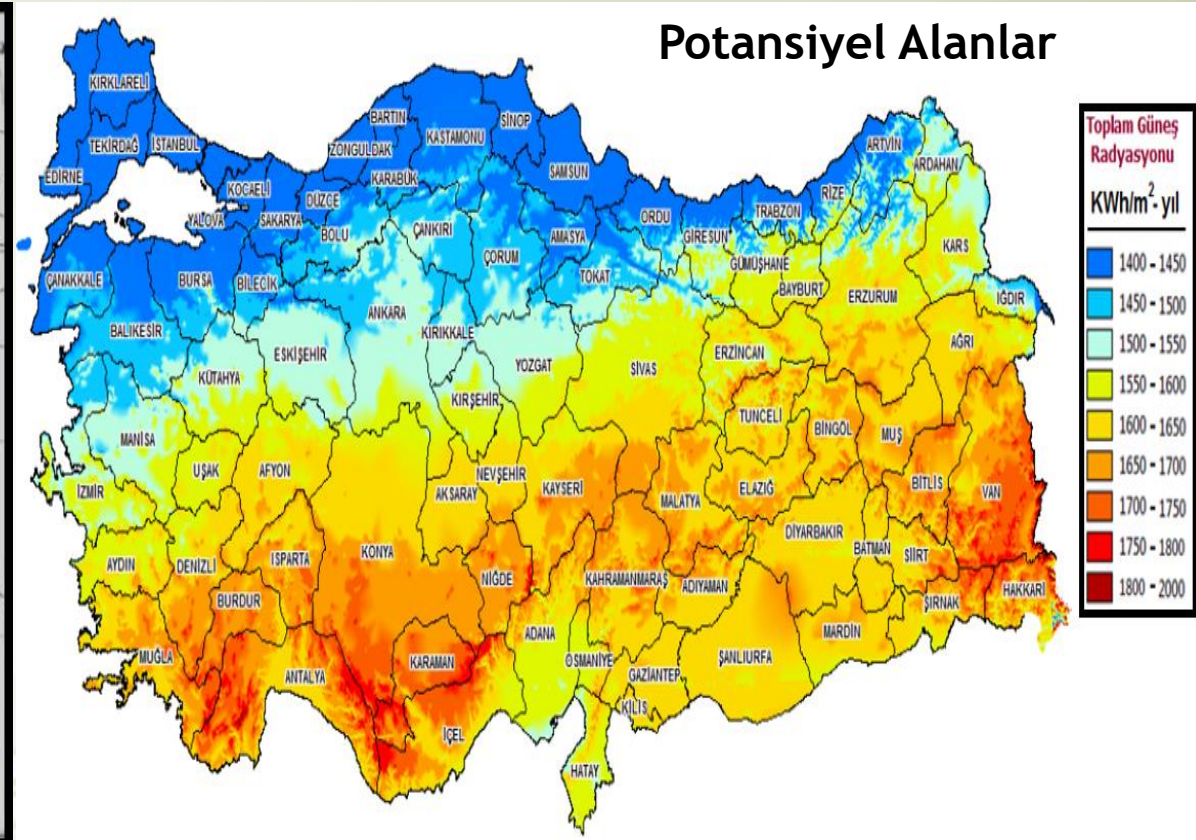 Potansiyel Alanlar
Toplam Güneş
Radyasyonu
KWh/m²- yıl
1400 - 1450
1450 - 1500
1500 - 1550
1550 - 1600
1600 - 1650
1650 - 1700
1700 - 1750
1750 - 1800
1800 - 2000
KIRKLARELİ
TEKİRDAĞ
İSTANBUL
EDİRNE
KOCAELİ
YALOVA
SAKARYA
DÜZCE
ZONGULDAK
BARTIN
KARABÜK
KASTAMONU
SİNOP
SAMSUN
BOLU
ÇANKIRI
ÇORUM
AMASYA
TOKAT
ORDU
GİRESUN
TRABZON
RİZE
ARTVİN
ARDAHAN
KARS
GÜMÜŞHANE
BAYBURT
ERZURUM
IĞDIR
AĞRI
ÇANAKKALE
BURSA
BİLECİK
BALIKESİR
ESKİŞEHİR
ANKARA
KIRIKKALE
YOZGAT
SİVAS
ERZİNCAN
KÜTAHYA
KIRŞEHİR
TUNCELİ
BİNGÖL
MUŞ
MANİSA
UŞAK
AFYON
İZMİR
AKSARAY
NEVŞEHİR
KAYSERİ
MALATYA
ELAZIĞ
BİTLİS
VAN
DİYARBAKIR
BATMAN
SİİRT
AYDIN
DENİZLİ
ISPARTA
KONYA
NİĞDE
KAHRAMANMARAŞ
ADIYAMAN
ŞIRNAK
HAKKARİ
BURDUR
MARDİN
MUĞLA
ANTALYA
KARAMAN
ADANA
OSMANİYE
GAZİANTEP
ŞANLIURFA
KİLİS
İÇEL
HATAY